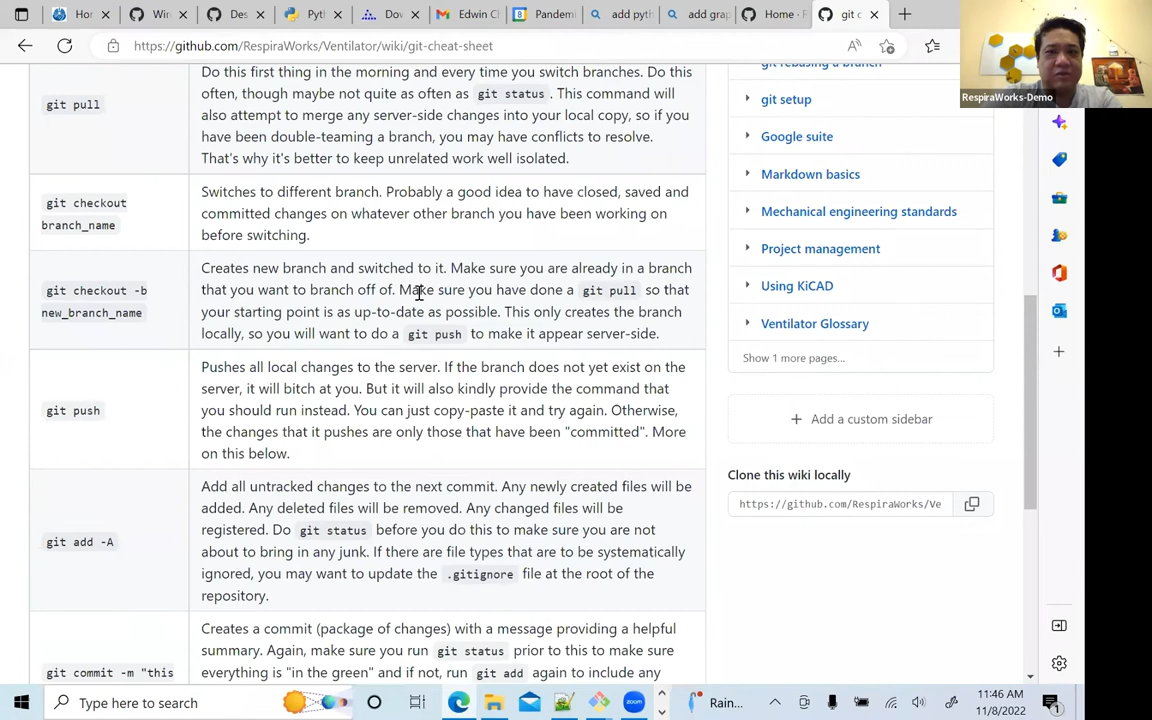 Hor
Wire
Des
Pyth
Dow
Edwin C
Pandem
add pyth
add grap
Home · R
git c
https://github.com/RespiraWorks/Ventilator/wiki/git-cheat-sheet
RespiraWorks-Demo
git pull
Do this first thing in the morning and every time you switch branches. Do this
often, though maybe not quite as often as git status. This command will
also attempt to merge any server-side changes into your local copy, so if you
have been double-teaming a branch, you may have conflicts to resolve.
That's why it's better to keep unrelated work well isolated.
git checkout
branch_name
Switches to different branch. Probably a good idea to have closed, saved and
committed changes on whatever other branch you have been working on
before switching.
git checkout -b
new_branch_name
Creates new branch and switched to it. Make sure you are already in a branch
that you want to branch off of. Make sure you have done a git pull so that
your starting point is as up-to-date as possible. This only creates the branch
locally, so you will want to do a git push to make it appear server-side.
git push
Pushes all local changes to the server. If the branch does not yet exist on the
server, it will bitch at you. But it will also kindly provide the command that
you should run instead. You can just copy-paste it and try again. Otherwise,
the changes that it pushes are only those that have been "committed". More
on this below.
git add -A
Add all untracked changes to the next commit. Any newly created files will be
added. Any deleted files will be removed. Any changed files will be
registered. Do git status before you do this to make sure you are not
about to bring in any junk. If there are file types that are to be systematically
ignored, you may want to update the .gitignore file at the root of the
repository.
git commit -m "this
Creates a commit (package of changes) with a message providing a helpful
summary. Again, make sure you run git status prior to this to make sure
everything is "in the green" and if not, run git add again to include any
git rebasing a branch
git setup
Google suite
Markdown basics
Mechanical engineering standards
Project management
Using KiCAD
Ventilator Glossary
Show 1 more pages...
Add a custom sidebar
Clone this wiki locally
https://github.com/RespiraWorks/Ve
Type here to search
zoom
Rain...
11:46 AM
11/8/2022
1